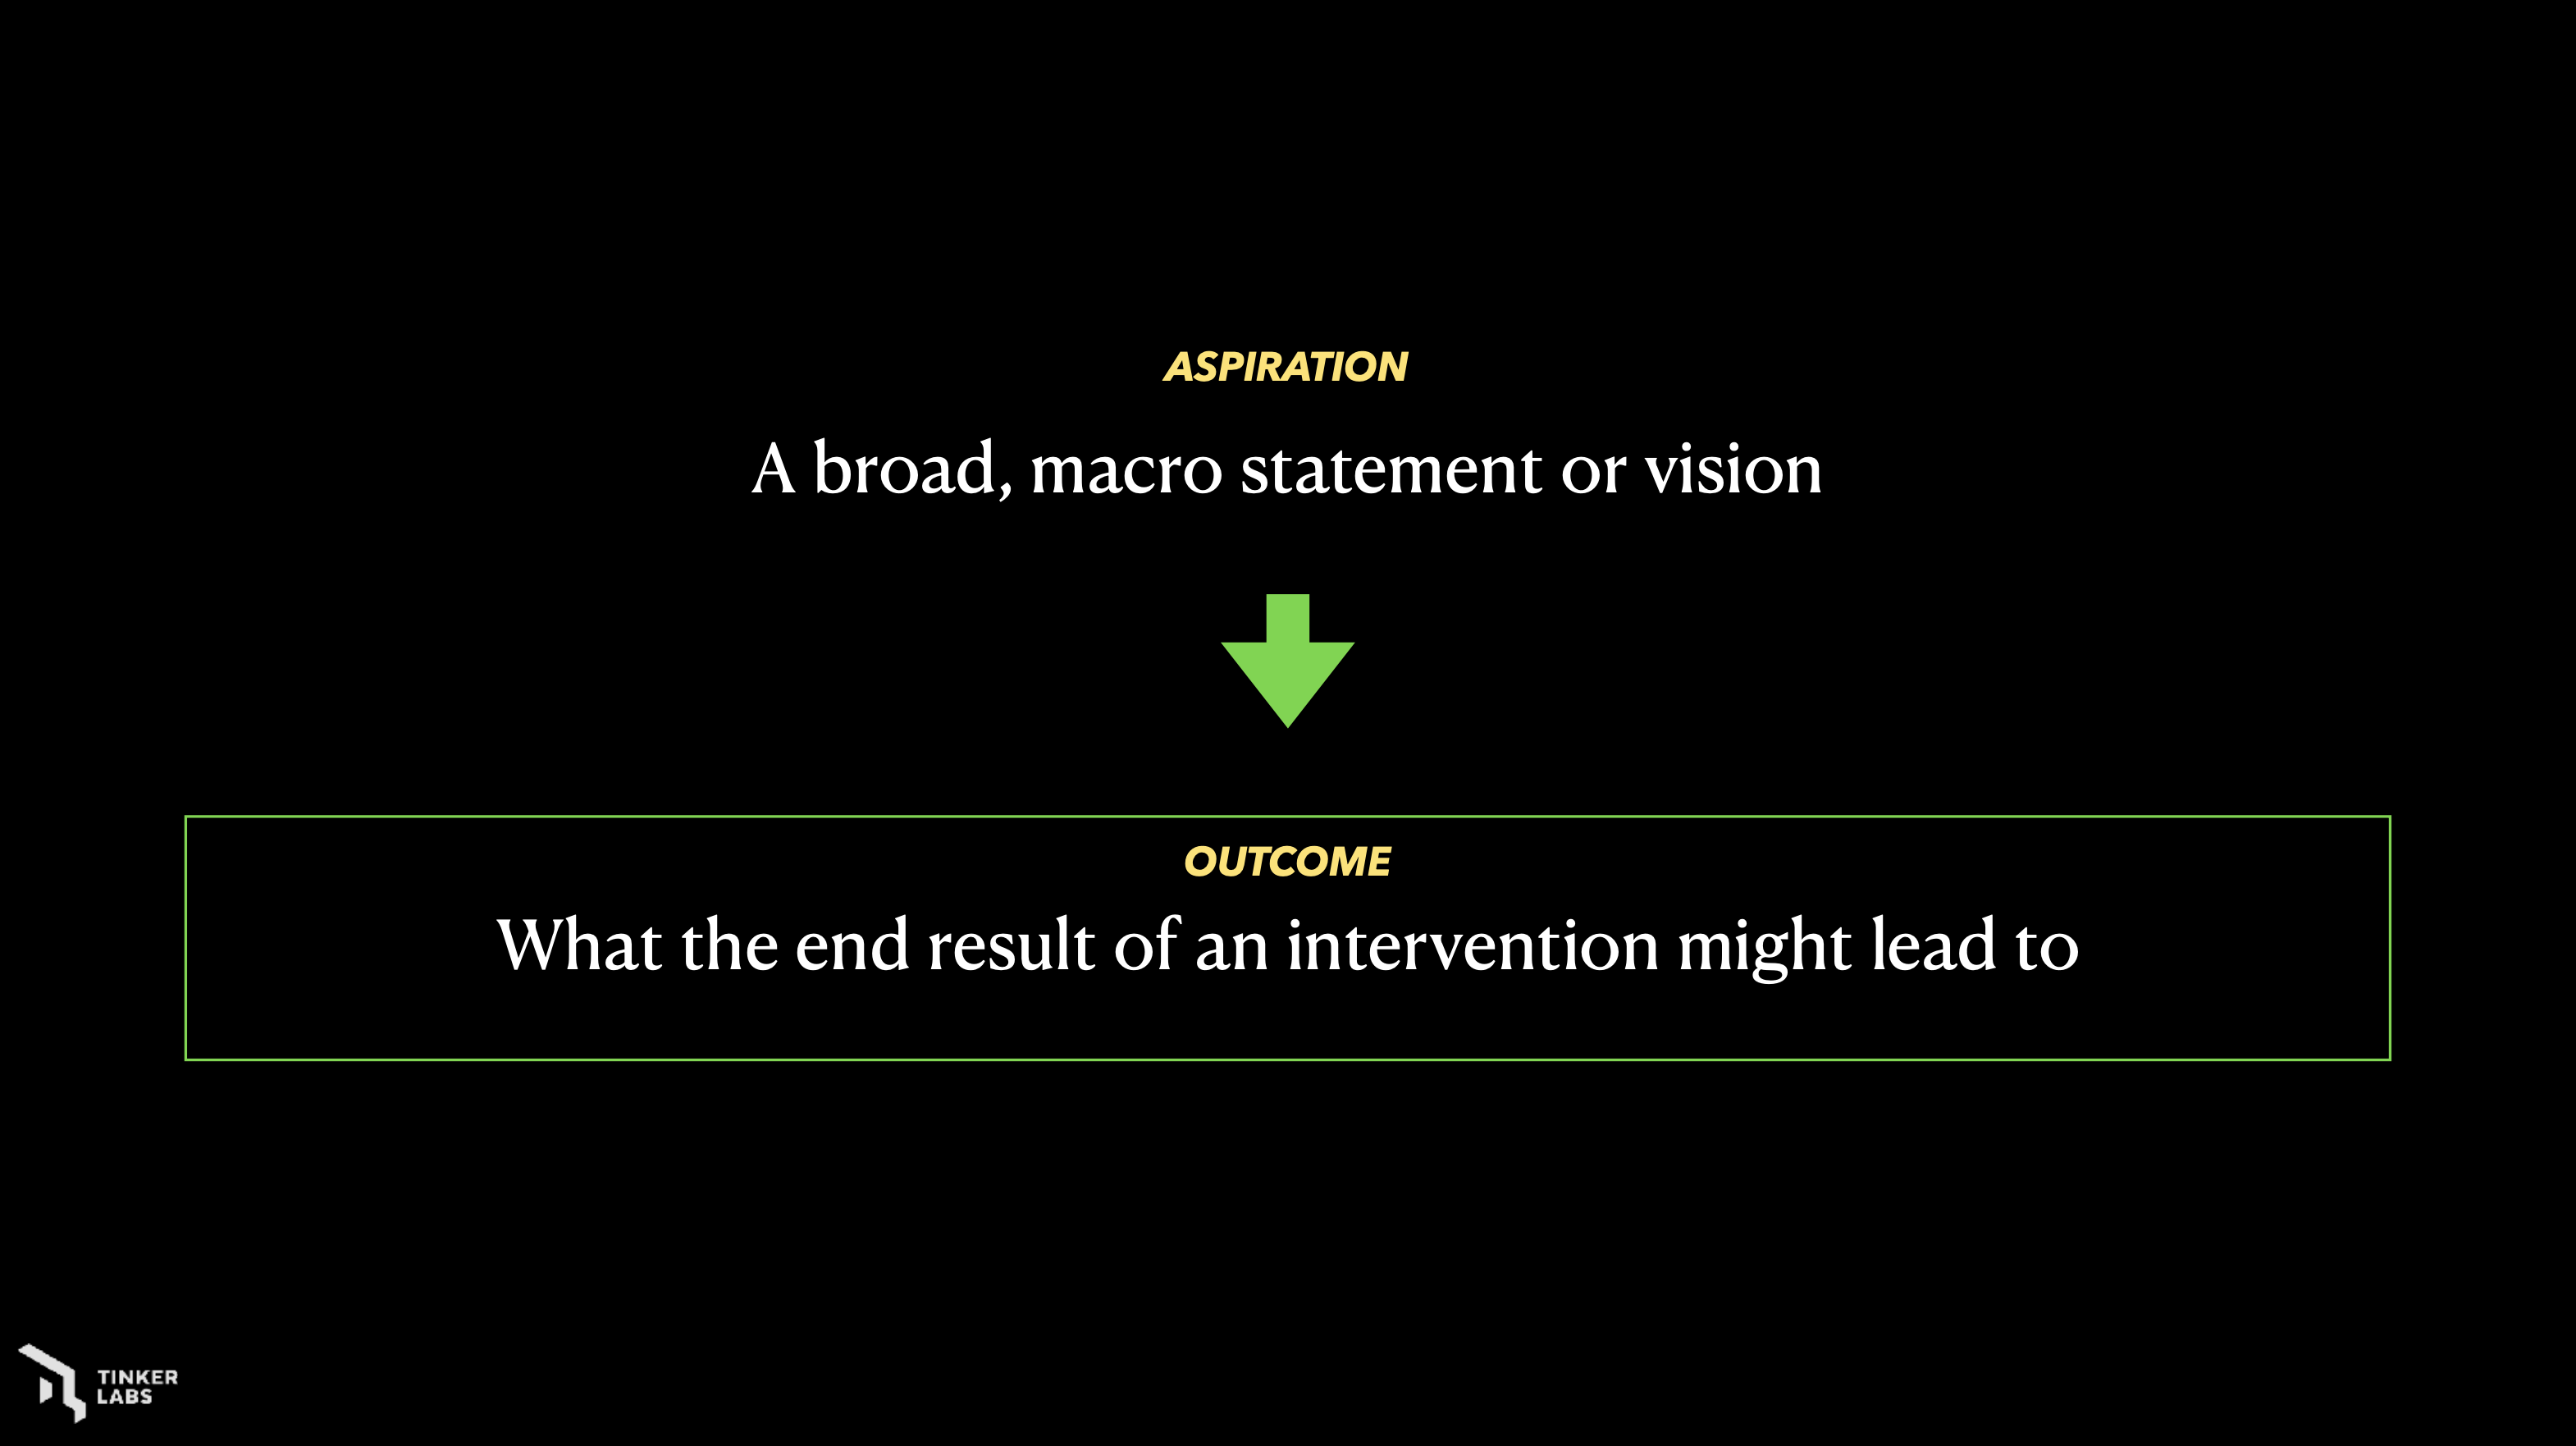 ASPIRATION
A broad, macro statement or vision
OUTCOME
What the end result of an intervention might lead to
TINKER
LABS